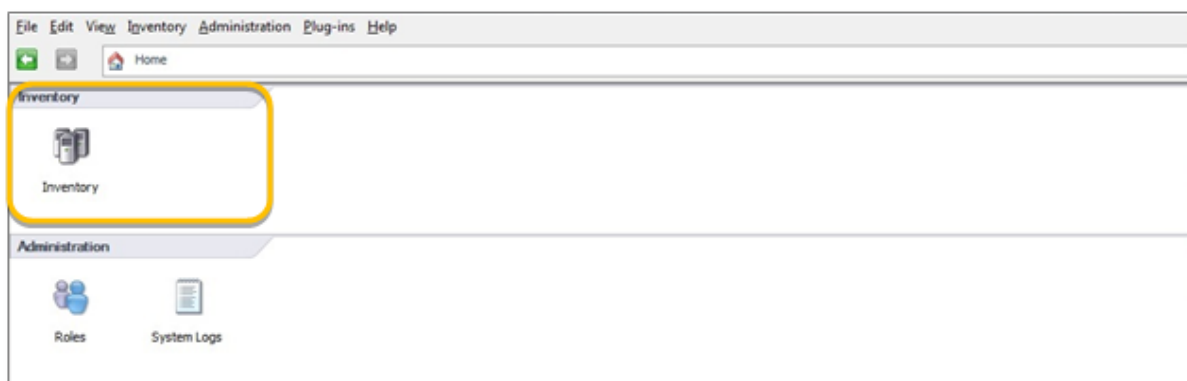 File Edit View Inventory Administration Plug-ins Help
Home
Inventory
Inventory
Administration
Roles System Logs